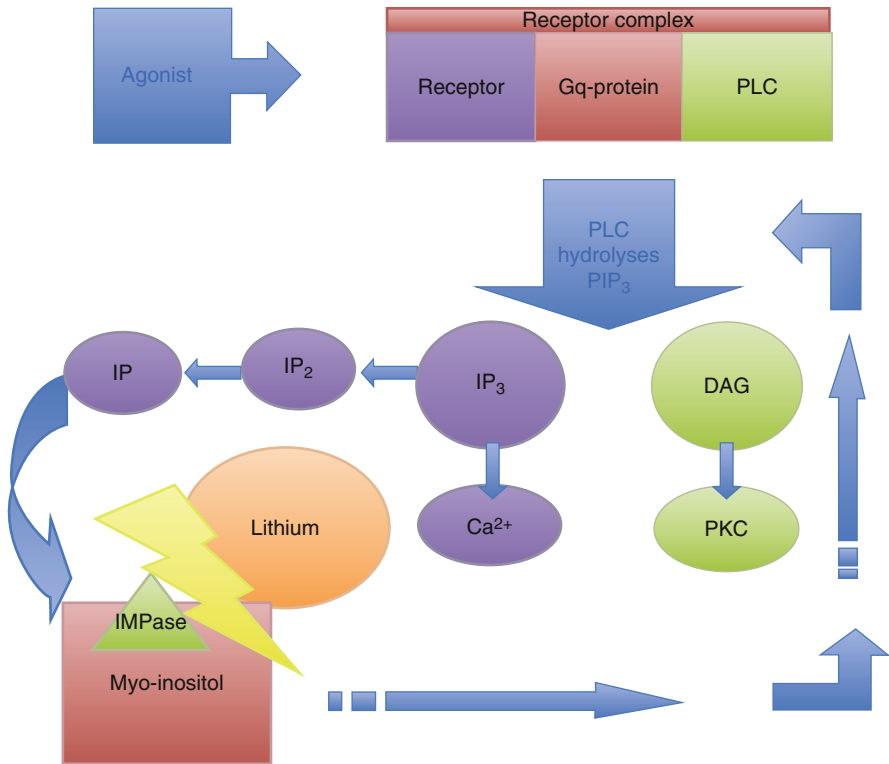 Receptor complex
Agonist
Receptor
Gq-protein
PLC
PLC
hydrolyses
PIP₃
IP
IP₂
IP₃
DAG
Lithium
Ca²⁺
PKC
IMPase
Myo-inositol